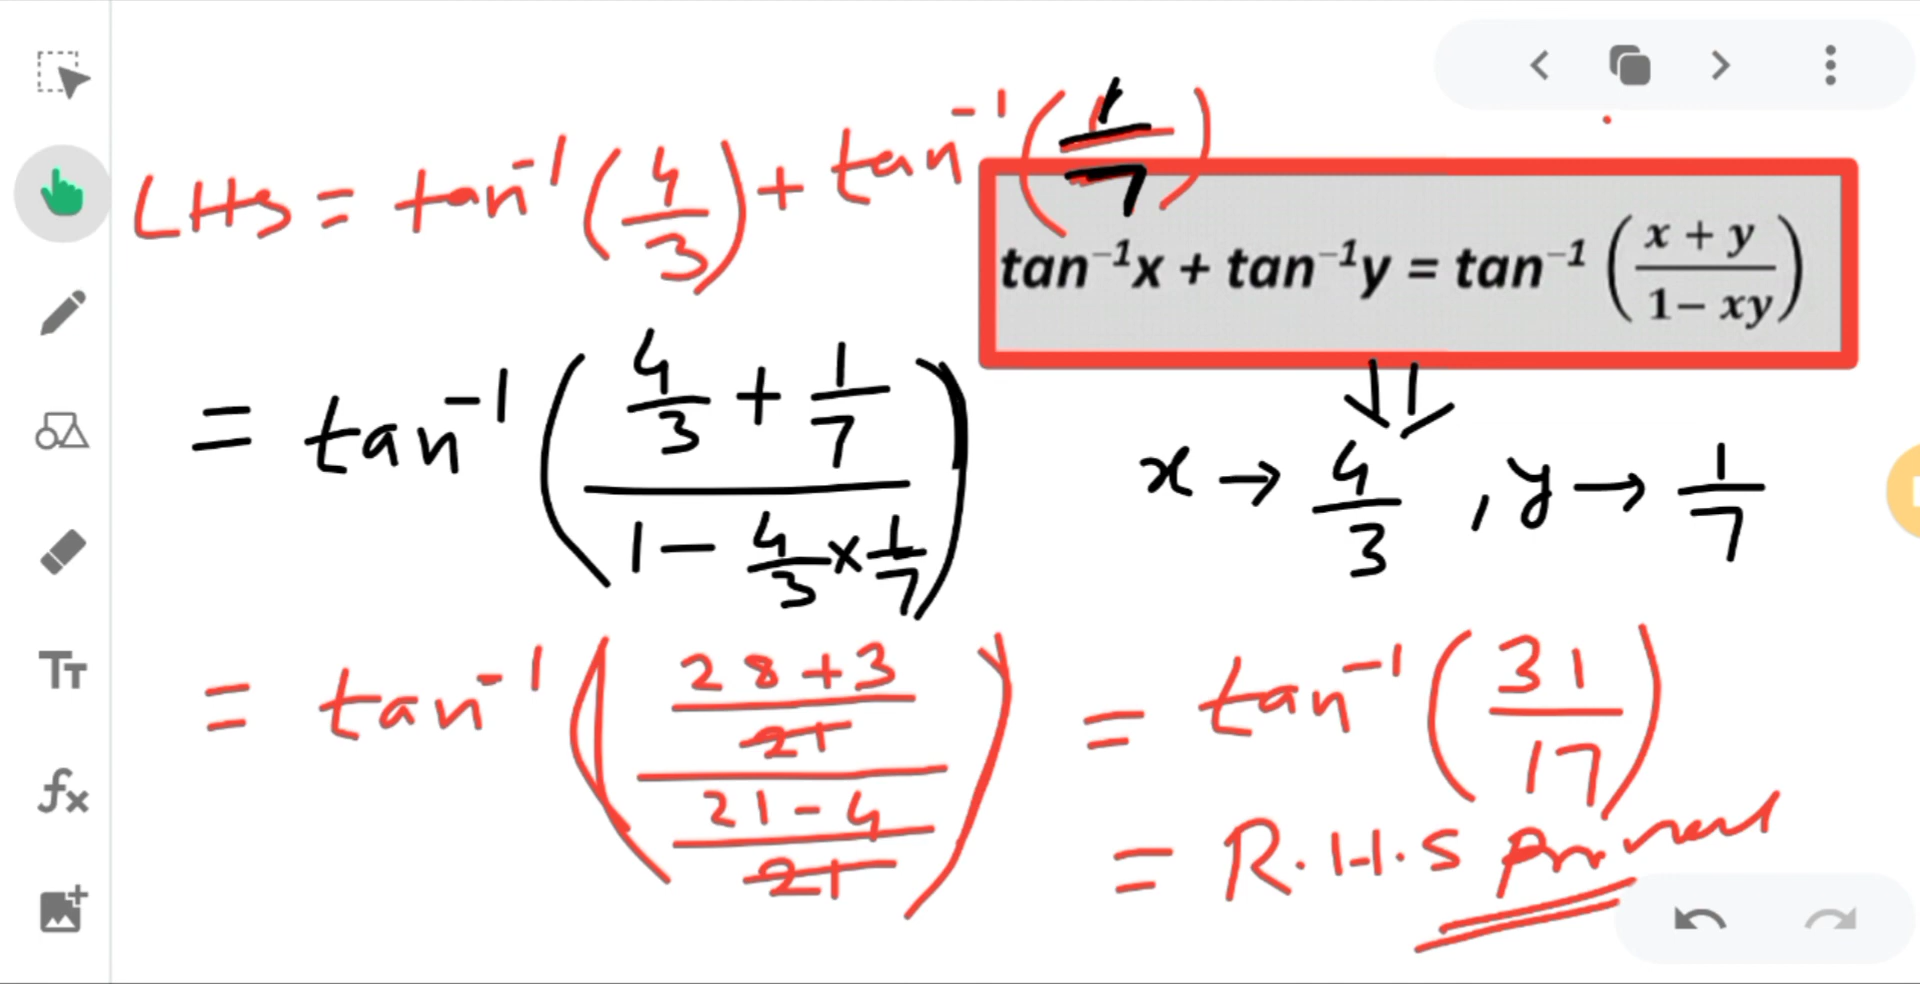 LHS = tan⁻¹(4/3) + tan⁻¹(1/7)
tan⁻¹x + tan⁻¹y = tan⁻¹((x + y)/(1 − xy))
= tan⁻¹((4/3 + 1/7)/(1 − 4/3 × 1/7))
x → 4/3 , y → 1/7
= tan⁻¹(((28+3)/21)/((21−4)/21)) = tan⁻¹(31/17)
= R.H.S
TT
fx